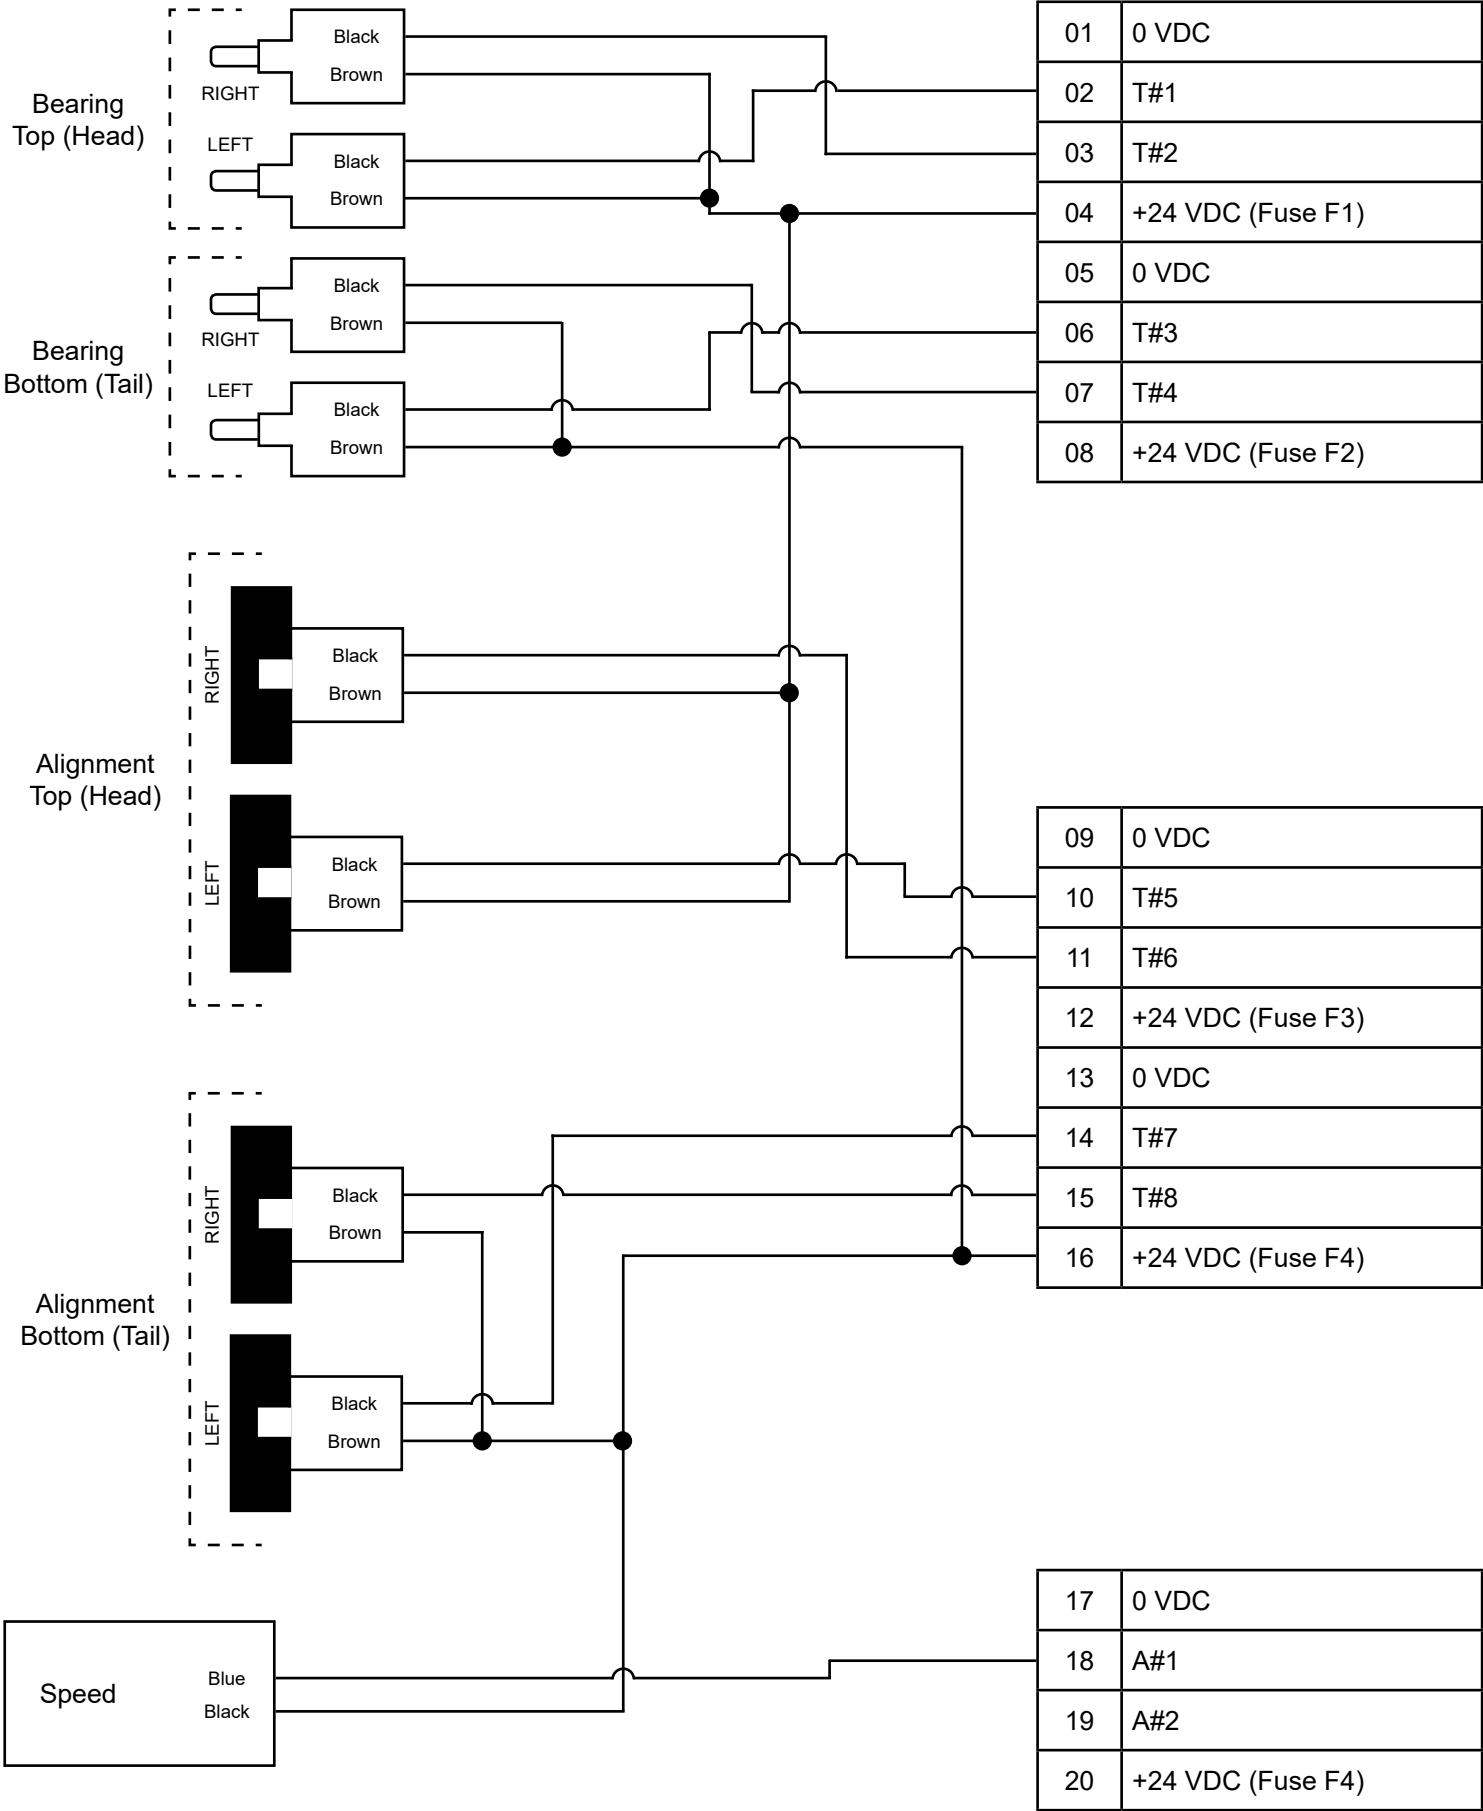 Bearing
Top (Head)
RIGHT
Black
Brown
LEFT
Black
Brown
Bearing
Bottom (Tail)
RIGHT
Black
Brown
LEFT
Black
Brown
01 0 VDC
02 T#1
03 T#2
04 +24 VDC (Fuse F1)
05 0 VDC
06 T#3
07 T#4
08 +24 VDC (Fuse F2)
Alignment
Top (Head)
RIGHT
Black
Brown
LEFT
Black
Brown
09 0 VDC
10 T#5
11 T#6
12 +24 VDC (Fuse F3)
13 0 VDC
14 T#7
15 T#8
16 +24 VDC (Fuse F4)
Alignment
Bottom (Tail)
RIGHT
Black
Brown
LEFT
Black
Brown
Speed
Blue
Black
17 0 VDC
18 A#1
19 A#2
20 +24 VDC (Fuse F4)